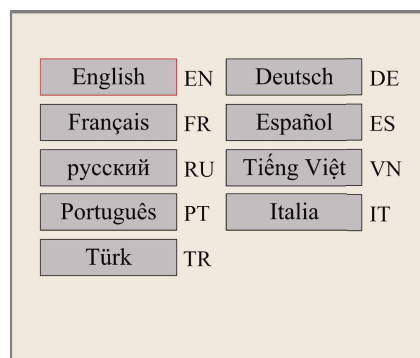 English EN Deutsch DE
Français FR Español ES
русский RU Tiếng Việt VN
Português PT Italia IT
Türk TR